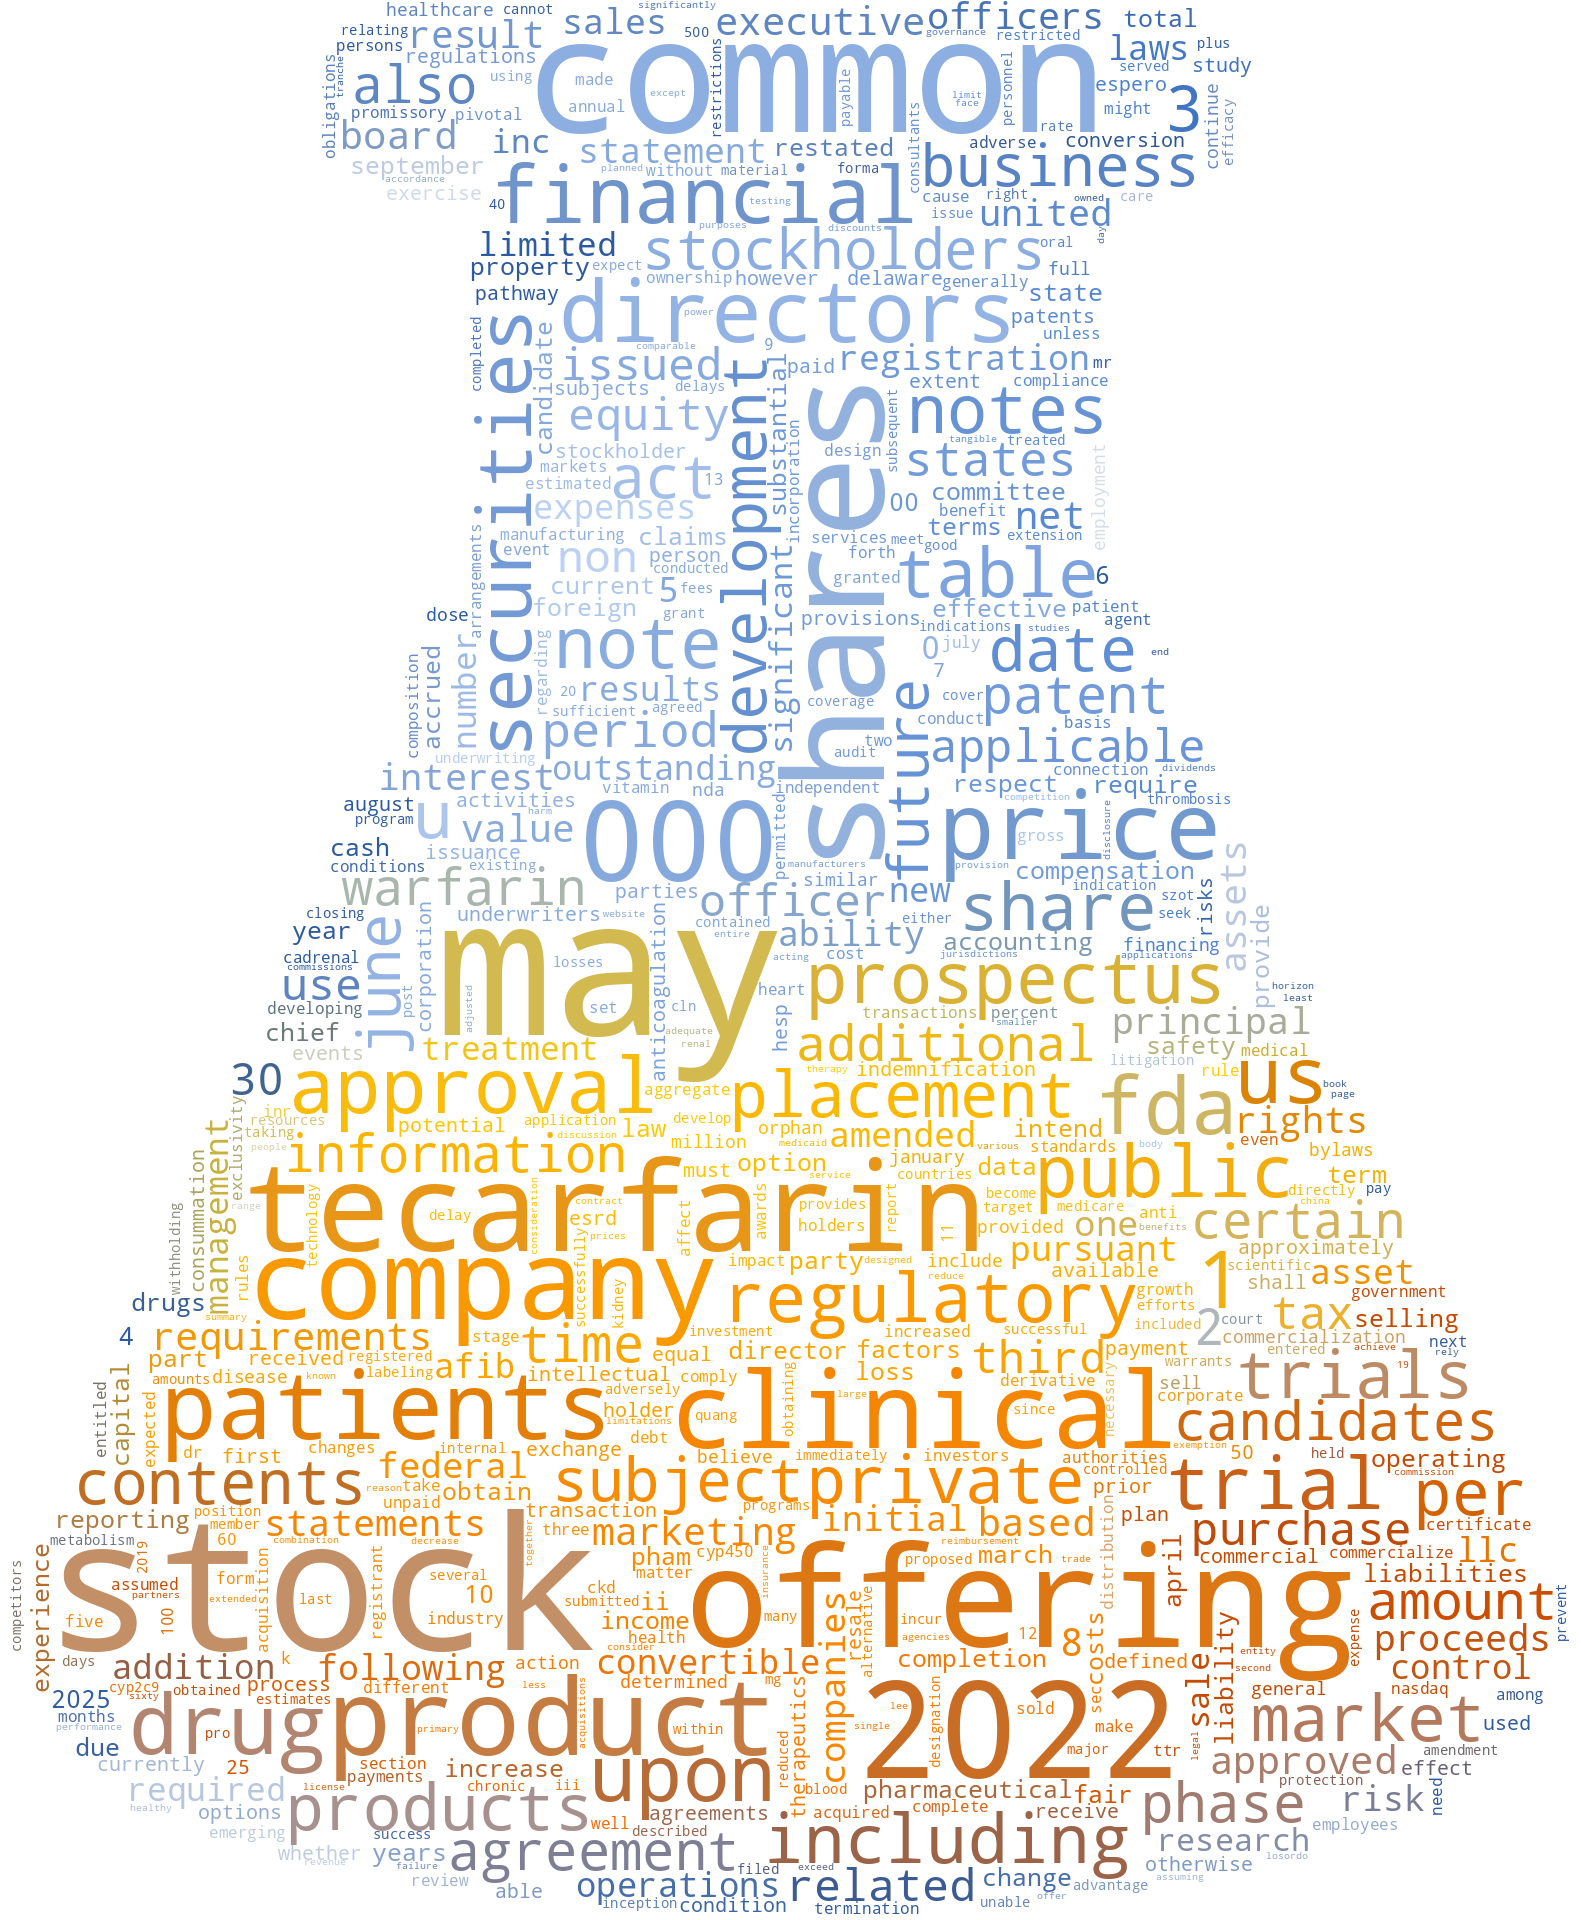 healthcare cannot significantly
sales executive officers total
relating result 500 governance restricted
persons common laws plus
regulations served study
tranche also using made except payable limit face personnel espero
obligations promissory pivotal annual restrictions rate might 3 continue efficacy
board inc statement restated adverse conversion
september planned without material forma consultants business
accordance exercise financial testing cause right owned care
40 issue united day
limited purposes stockholders discounts oral
property expect ownership however delaware generally full
pathway directors power state patents
unless
securities completed candidate comparable 9 registration mr
issued subjects delays paid extent compliance
equity development substantial shares subsequent notes
stockholder incorporation design tangible treated
markets act 13 states employment
estimated expenses 00 committee
manufacturing claims services meet benefit terms net
event non person conducted forth good extension
arrangements current 5 fees granted table 6
dose foreign grant provisions effective patient
note significant indications studies agent
accrued number regarding 0 july date end
composition 20 results 7 patent
sufficient agreed coverage cover
period conduct basis
underwriting audit two applicable
interest outstanding future connection dividends
august activities vitamin nda independent respect require
program u harm 000 permitted competition thrombosis
cash value price gross disclosure
conditions issuance existing manufacturers provision compensation
warfarin parties similar indication assets
closing underwriters website officer new share szot risks
year june corporation contained either seek
cadrenal may anticoagulation entire ability accounting financing provide
commissions losses acting cost jurisdictions applications
use post adjusted prospectus horizon
developing set cln heart transactions percent least
chief hesp smaller principal
events treatment adequate renal additional safety medical
30 approval therapy indemnification litigation rule us
aggregate placement fda book page
inr potential application develop orphan rights
exclusivity resources discussion law amended intend
taking people information million medicaid january various standards body even bylaws
management must option data public term
consummation technology service countries directly pay
range tecarfarin contract awards provides become medicare anti china
withholding delay consideration esrd affect holders report 11 target provided one benefits certain
rules prices successfully pursuant approximately
drugs company kidney impact party designed include available scientific
summary reduce shall asset
regulatory growth 1 government
4 requirements stage time investment increased successful efforts included 2 court tax selling
part received registered afib intellectual equal director factors third payment commercialization next
amounts disease known labeling adversely comply loss derivative warrants entered achieve rely
entitled capital expected patients holder quang obtaining large clinical since necessary sell corporate trials 19
limitations debt candidates
dr first changes internal exchange believe immediately investors authorities exemption 50 held operating
contents federal subject private controlled commission
reason take obtain prior trial per
reporting position unpaid transaction programs plan certificate
member statements three marketing initial based purchase
metabolism 60 combination decrease together reimbursement
competitors experience 2019 pham cyp450 proposed march trade commercial commercialize llc
assumed form several matter insurance distribution april liabilities
partners extended last 10 ckd submitted ii amount prevent
five 100 stock acquisition registrant industry income many offering incur alternative
health resale agencies 12 8 costs entity expense proceeds
days k consider companies
addition following action convertible completion defined second control
cyp2c9 sixty process different less determined mg sec sale liability general nasdaq
2025 obtained estimates therapeutics lee 2022 designation sold among
months performance drug product acquisitions single make market used
due pro primary within major ttr legal
currently section increase upon reduced approved amendment effect
25 payments protection
required license chronic iii blood pharmaceutical fair phase risk need
healthy options products agreements acquired complete receive employees
emerging well described including
success research
whether years agreement otherwise losordo
revenue failure filed exceed
review able operations related change advantage assuming
inception condition termination unable offer